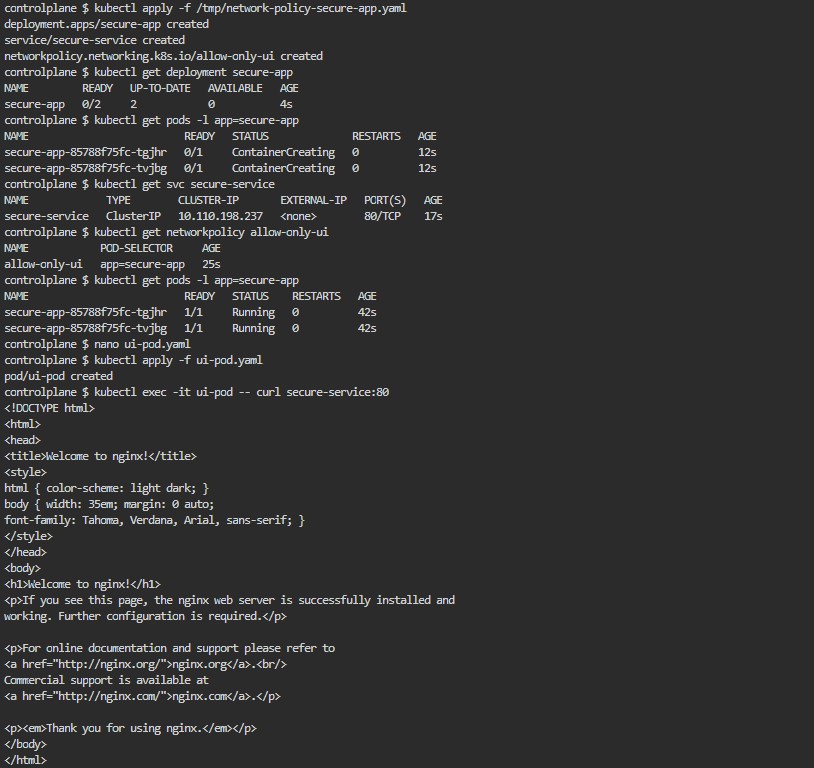 controlplane $ kubectl apply -f /tmp/network-policy-secure-app.yaml
deployment.apps/secure-app created
service/secure-service created
networkpolicy.networking.k8s.io/allow-only-ui created
controlplane $ kubectl get deployment secure-app
NAME         READY   UP-TO-DATE   AVAILABLE   AGE
secure-app   0/2     2            0           4s
controlplane $ kubectl get pods -l app=secure-app
NAME                          READY   STATUS              RESTARTS   AGE
secure-app-85788f75fc-tgjhr   0/1     ContainerCreating   0          12s
secure-app-85788f75fc-tvjbg   0/1     ContainerCreating   0          12s
controlplane $ kubectl get svc secure-service
NAME             TYPE        CLUSTER-IP       EXTERNAL-IP   PORT(S)   AGE
secure-service   ClusterIP   10.110.198.237   <none>        80/TCP    17s
controlplane $ kubectl get networkpolicy allow-only-ui
NAME            POD-SELECTOR     AGE
allow-only-ui   app=secure-app   25s
controlplane $ kubectl get pods -l app=secure-app
NAME                          READY   STATUS    RESTARTS   AGE
secure-app-85788f75fc-tgjhr   1/1     Running   0          42s
secure-app-85788f75fc-tvjbg   1/1     Running   0          42s
controlplane $ nano ui-pod.yaml
controlplane $ kubectl apply -f ui-pod.yaml
pod/ui-pod created
controlplane $ kubectl exec -it ui-pod -- curl secure-service:80
<!DOCTYPE html>
<html>
<head>
<title>Welcome to nginx!</title>
<style>
html { color-scheme: light dark; }
body { width: 35em; margin: 0 auto;
font-family: Tahoma, Verdana, Arial, sans-serif; }
</style>
</head>
<body>
<h1>Welcome to nginx!</h1>
<p>If you see this page, the nginx web server is successfully installed and
working. Further configuration is required.</p>

<p>For online documentation and support please refer to
<a href="http://nginx.org/">nginx.org</a>.<br/>
Commercial support is available at
<a href="http://nginx.com/">nginx.com</a>.</p>

<p><em>Thank you for using nginx.</em></p>
</body>
</html>